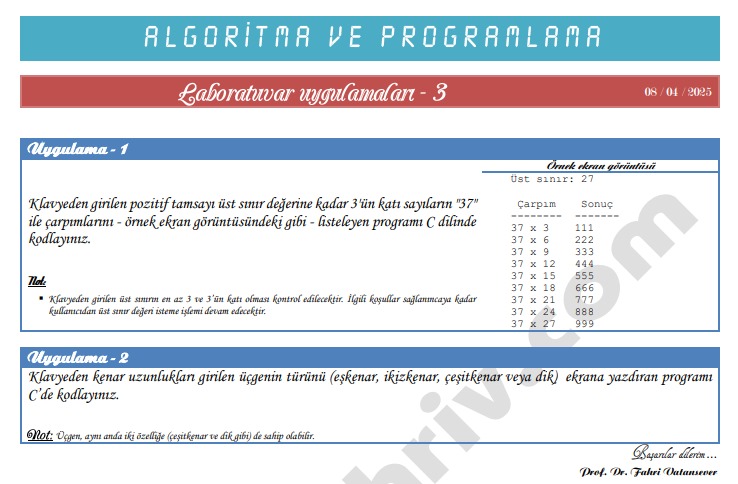 ALGORİTMA VE PROGRAMLAMA
Laboratuvar uygulamaları - 3
08 / 04 / 2025
Uygulama - 1
Klavyeden girilen pozitif tamsayı üst sınır değerine kadar 3'ün katı sayıların "37"
ile çarpımlarını - örnek ekran görüntüsündeki gibi - listeleyen programı C dilinde
kodlayınız.
Not:
▪ Klavyeden girilen üst sınırın en az 3 ve 3'ün katı olması kontrol edilecektir. İlgili koşullar sağlanıncaya kadar
kullanıcıdan üst sınır değeri isteme işlemi devam edecektir.
Örnek ekran görüntüsü
Üst sınır: 27
Çarpım Sonuç
-------- -------
37 x 3 111
37 x 6 222
37 x 9 333
37 x 12 444
37 x 15 555
37 x 18 666
37 x 21 777
37 x 24 888
37 x 27 999
Uygulama - 2
Klavyeden kenar uzunlukları girilen üçgenin türünü (eşkenar, ikizkenar, çeşitkenar veya dik) ekrana yazdıran programı
C'de kodlayınız.
Not: Üçgen, aynı anda iki özelliğe (çeşitkenar ve dik gibi) de sahip olabilir.
Başarılar dilerim...
Prof. Dr. Fahri Vatansever
hriv.com